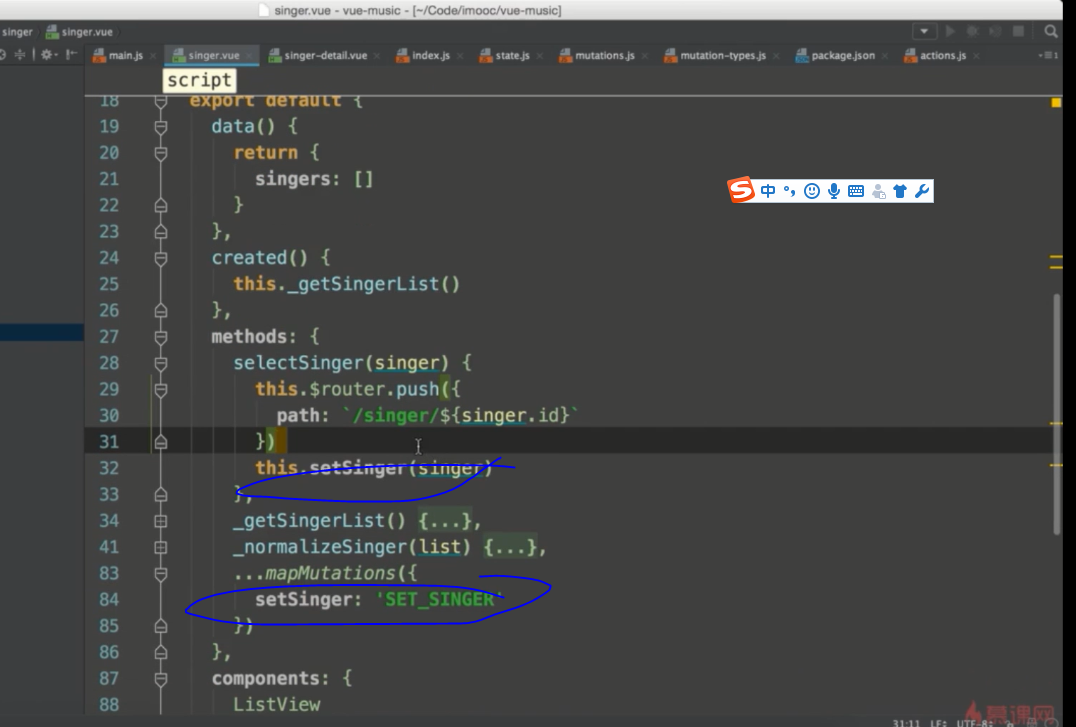 singer.vue - vue-music - [~/Code/imooc/vue-music]
singer singer.vue
main.js singer.vue singer-detail.vue index.js state.js mutations.js mutation-types.js package.json actions.js
script
中
18 export default {
19 data() {
20 return {
21 singers: []
22 }
23 },
24 created() {
25 this._getSingerList()
26 },
27 methods: {
28 selectSinger(singer) {
29 this.$router.push({
30 path: `/singer/${singer.id}`
31 })
32 this.setSinger(singer)
33 },
34 _getSingerList() {...},
41 _normalizeSinger(list) {...},
83 ...mapMutations({
84 setSinger: 'SET_SINGER'
85 })
86 },
87 components: {
88 ListView
慕课网
31:11 LF: UTF-8: